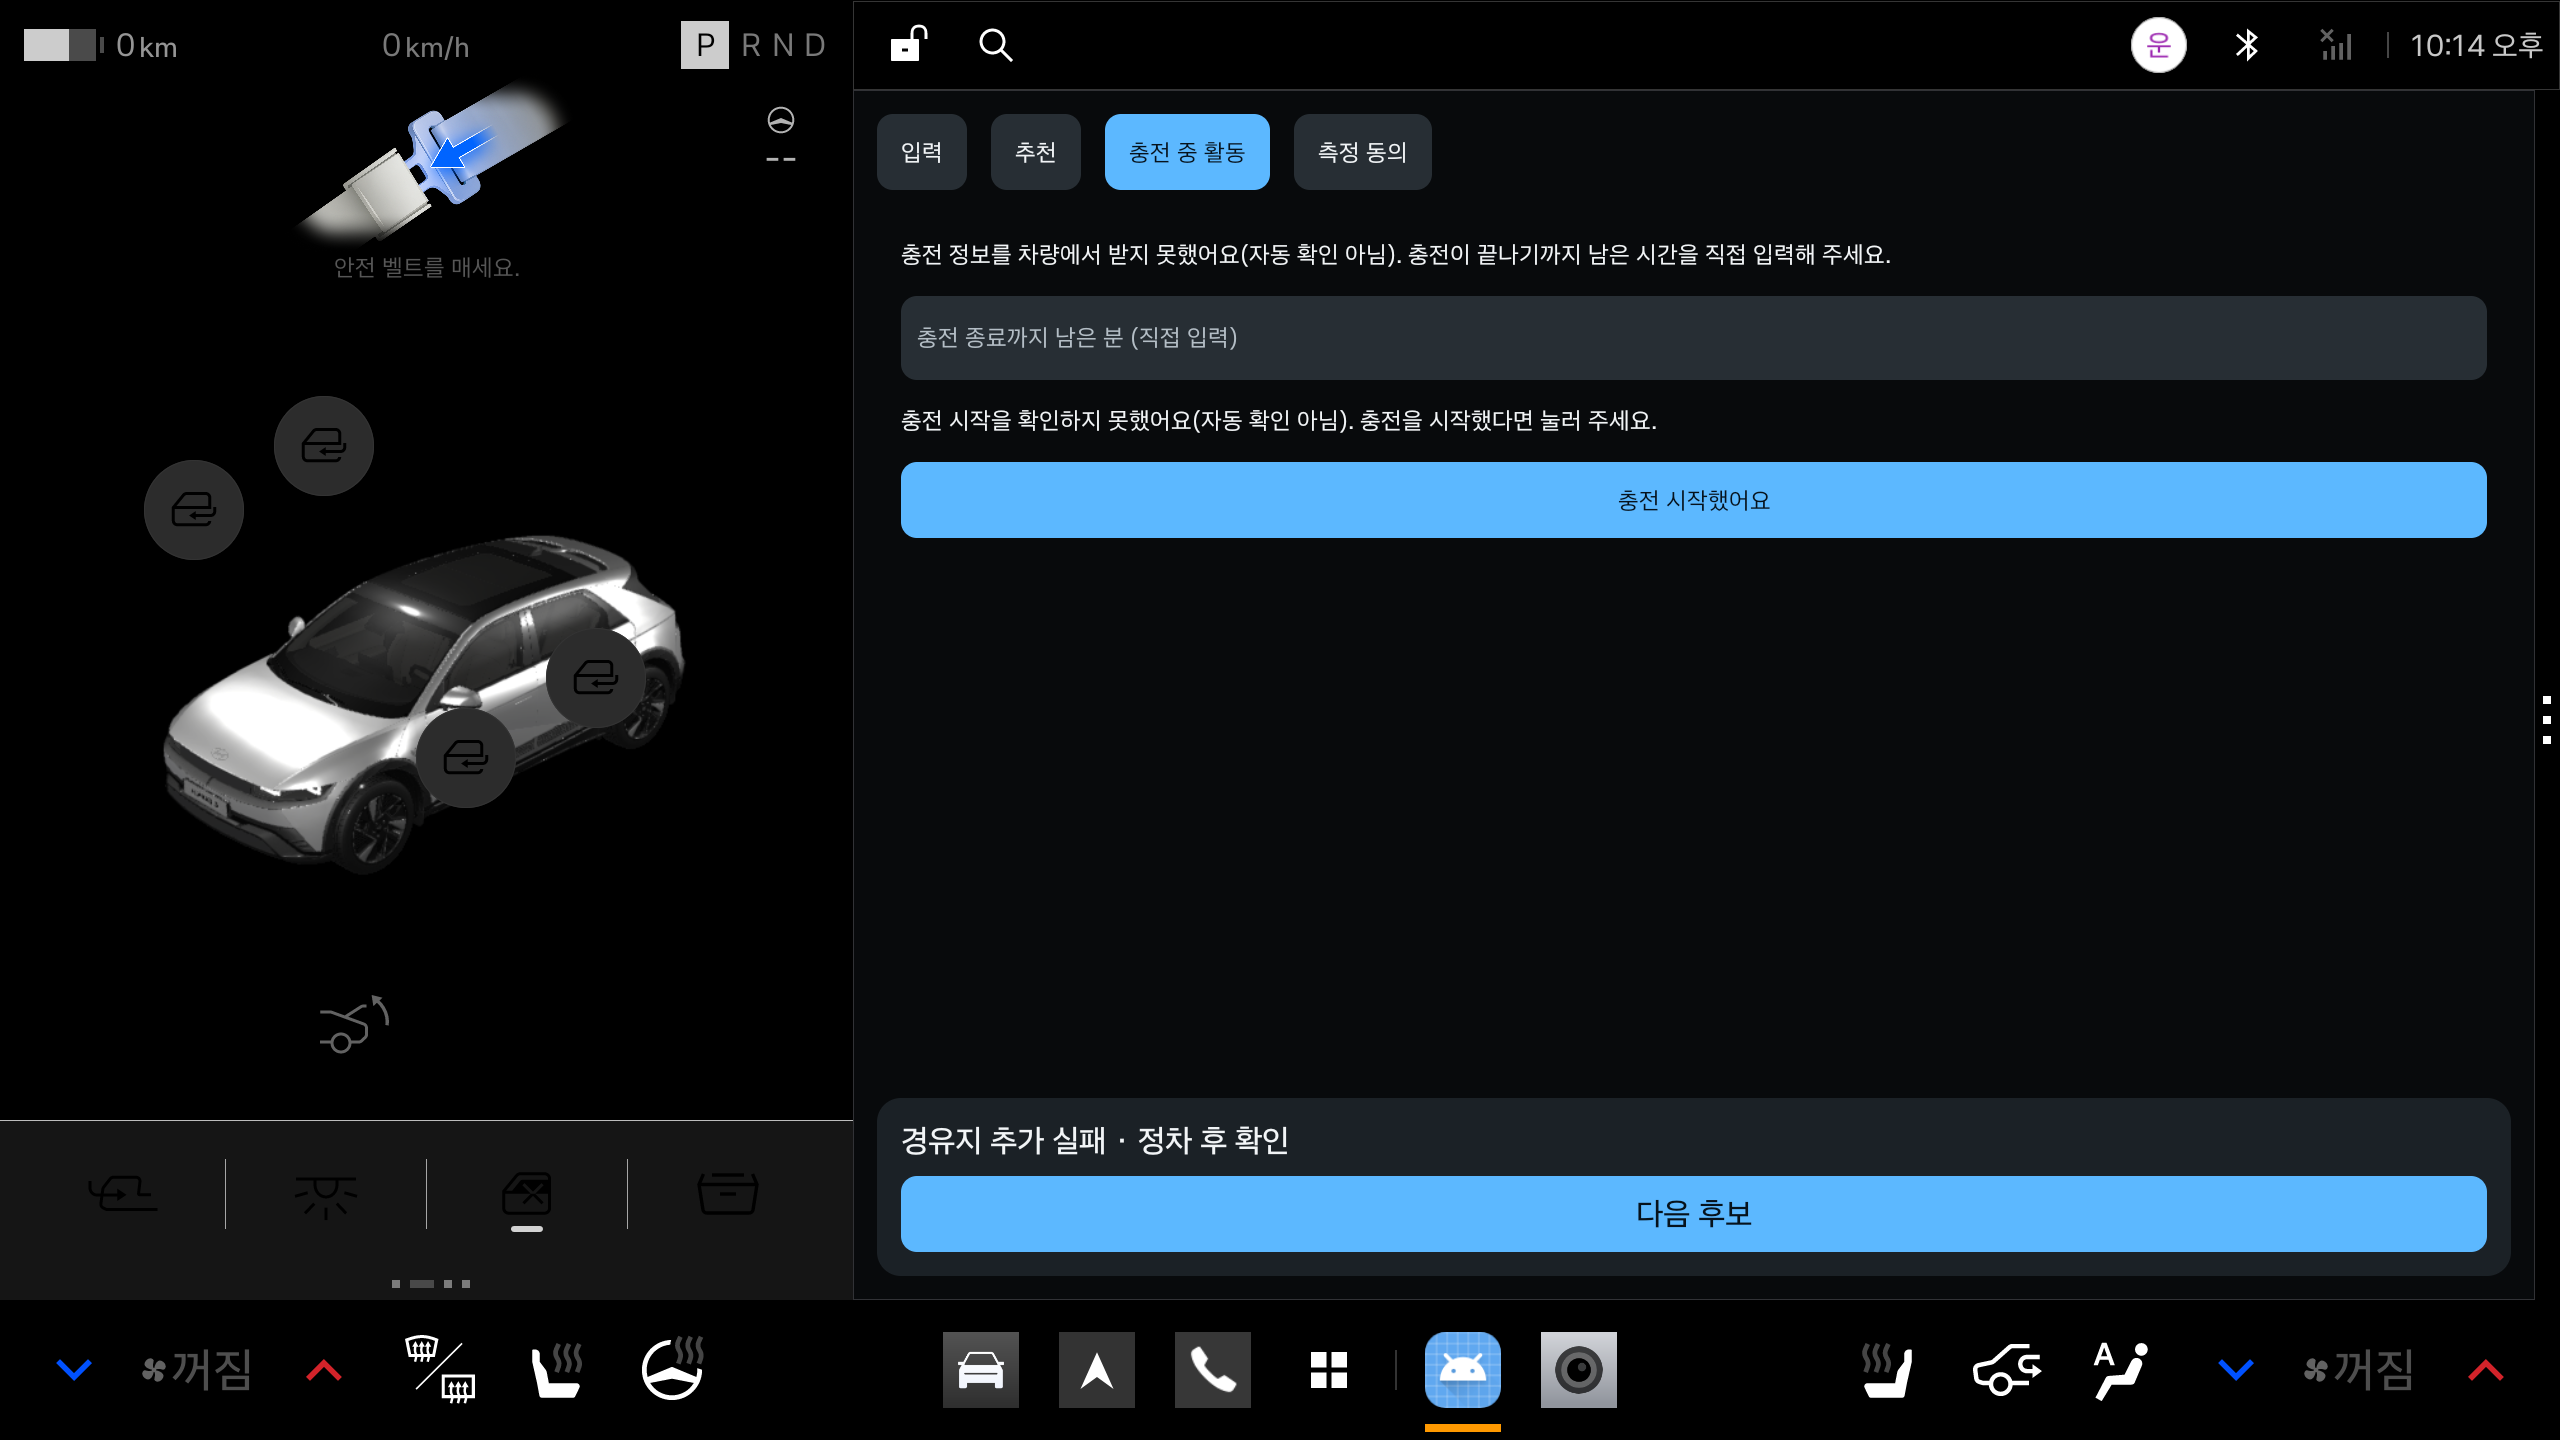 0 km
0 km/h
P R N D
운
10:14 오후
안전 벨트를 매세요.
입력
추천
충전 중 활동
측정 동의
충전 정보를 차량에서 받지 못했어요(자동 확인 아님). 충전이 끝나기까지 남은 시간을 직접 입력해 주세요.
충전 종료까지 남은 분 (직접 입력)
충전 시작을 확인하지 못했어요(자동 확인 아님). 충전을 시작했다면 눌러 주세요.
충전 시작했어요
경유지 추가 실패 · 정차 후 확인
다음 후보
꺼짐
A
꺼짐